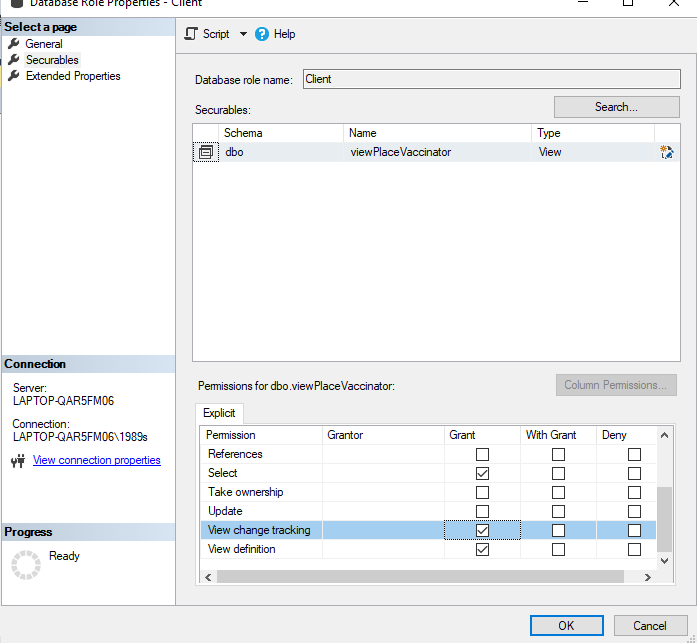 Database Role Properties - Client
Select a page
General
Securables
Extended Properties
Script
Help
Database role name:
Client
Securables:
Search...
Schema
Name
Type
dbo
viewPlaceVaccinator
View
Connection
Server:
LAPTOP-QAR5FM06
Connection:
LAPTOP-QAR5FM06\1989s
View connection properties
Progress
Ready
Permissions for dbo.viewPlaceVaccinator:
Column Permissions...
Explicit
Permission
Grantor
Grant
With Grant
Deny
References
Select
Take ownership
Update
View change tracking
View definition
OK
Cancel